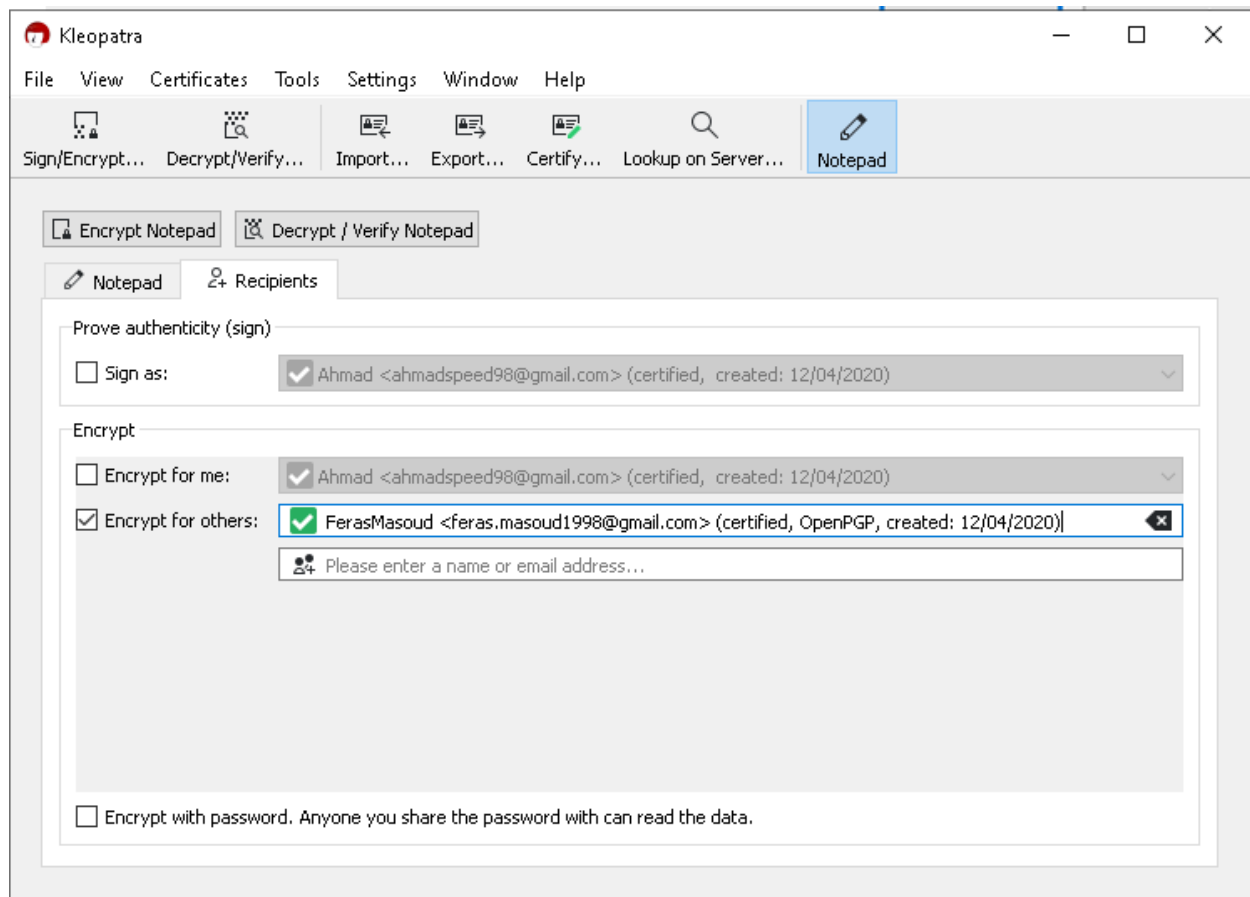 Kleopatra
File View Certificates Tools Settings Window Help
Sign/Encrypt... Decrypt/Verify... Import... Export... Certify... Lookup on Server... Notepad
Encrypt Notepad Decrypt / Verify Notepad
Notepad Recipients
Prove authenticity (sign)
Sign as: Ahmad <ahmadspeed98@gmail.com> (certified, created: 12/04/2020)
Encrypt
Encrypt for me: Ahmad <ahmadspeed98@gmail.com> (certified, created: 12/04/2020)
Encrypt for others: FerasMasoud <feras.masoud1998@gmail.com> (certified, OpenPGP, created: 12/04/2020)
Please enter a name or email address...
Encrypt with password. Anyone you share the password with can read the data.